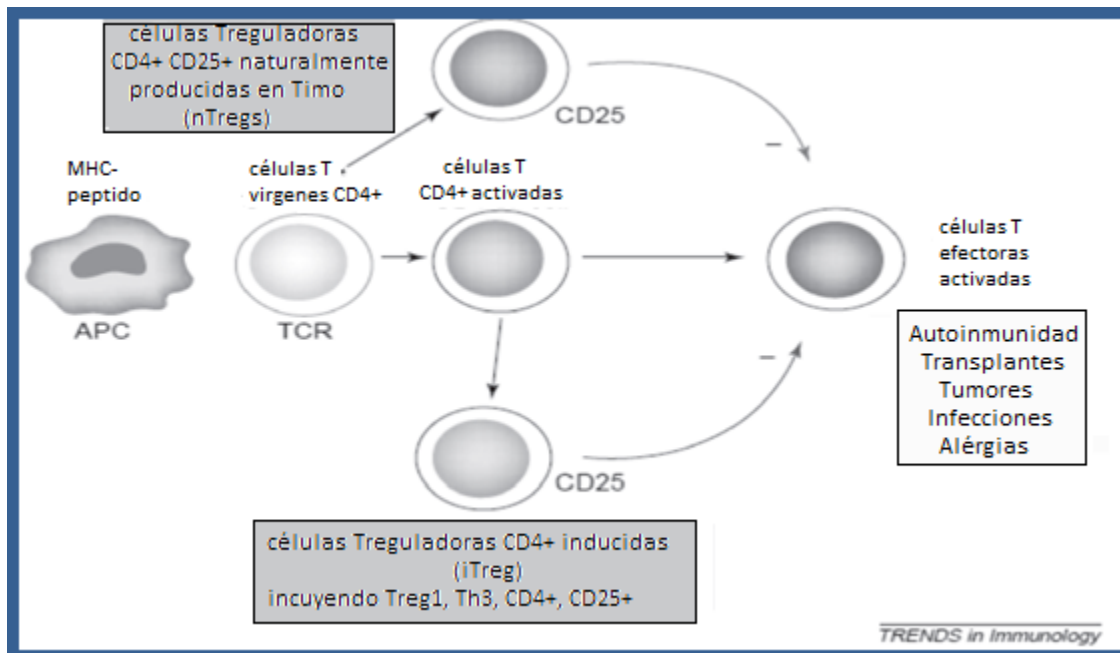 células Treguladoras
CD4+ CD25+ naturalmente
producidas en Timo
(nTregs)
CD25
MHC-
peptido
células T
virgenes CD4+
células T
CD4+ activadas
APC
TCR
células T
efectoras
activadas
Autoinmunidad
Transplantes
Tumores
Infecciones
Alérgias
CD25
células Treguladoras CD4+ inducidas
(iTreg)
incuyendo Treg1, Th3, CD4+, CD25+
TRENDS in Immunology